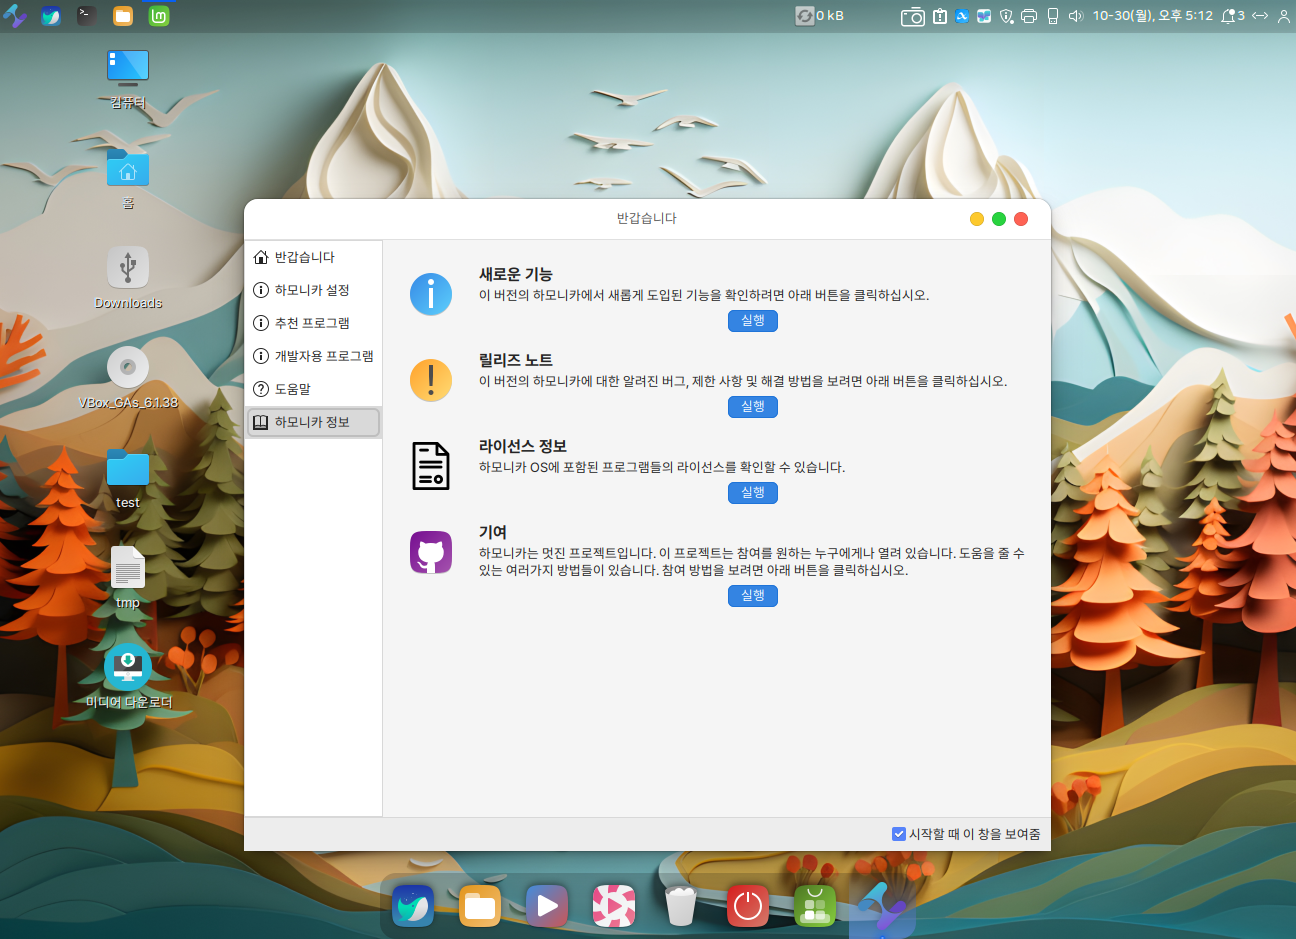 0 kB
10-30(월), 오후 5:12
3
컴퓨터
홈
Downloads
VBox_GAs_6.1.38
test
tmp
미디어 다운로더
반갑습니다
반갑습니다
하모니카 설정
추천 프로그램
개발자용 프로그램
도움말
하모니카 정보
새로운 기능
이 버전의 하모니카에서 새롭게 도입된 기능을 확인하려면 아래 버튼을 클릭하십시오.
실행
릴리즈 노트
이 버전의 하모니카에 대한 알려진 버그, 제한 사항 및 해결 방법을 보려면 아래 버튼을 클릭하십시오.
실행
라이선스 정보
하모니카 OS에 포함된 프로그램들의 라이선스를 확인할 수 있습니다.
실행
기여
하모니카는 멋진 프로젝트입니다. 이 프로젝트는 참여를 원하는 누구에게나 열려 있습니다. 도움을 줄 수
있는 여러가지 방법들이 있습니다. 참여 방법을 보려면 아래 버튼을 클릭하십시오.
실행
시작할 때 이 창을 보여줌